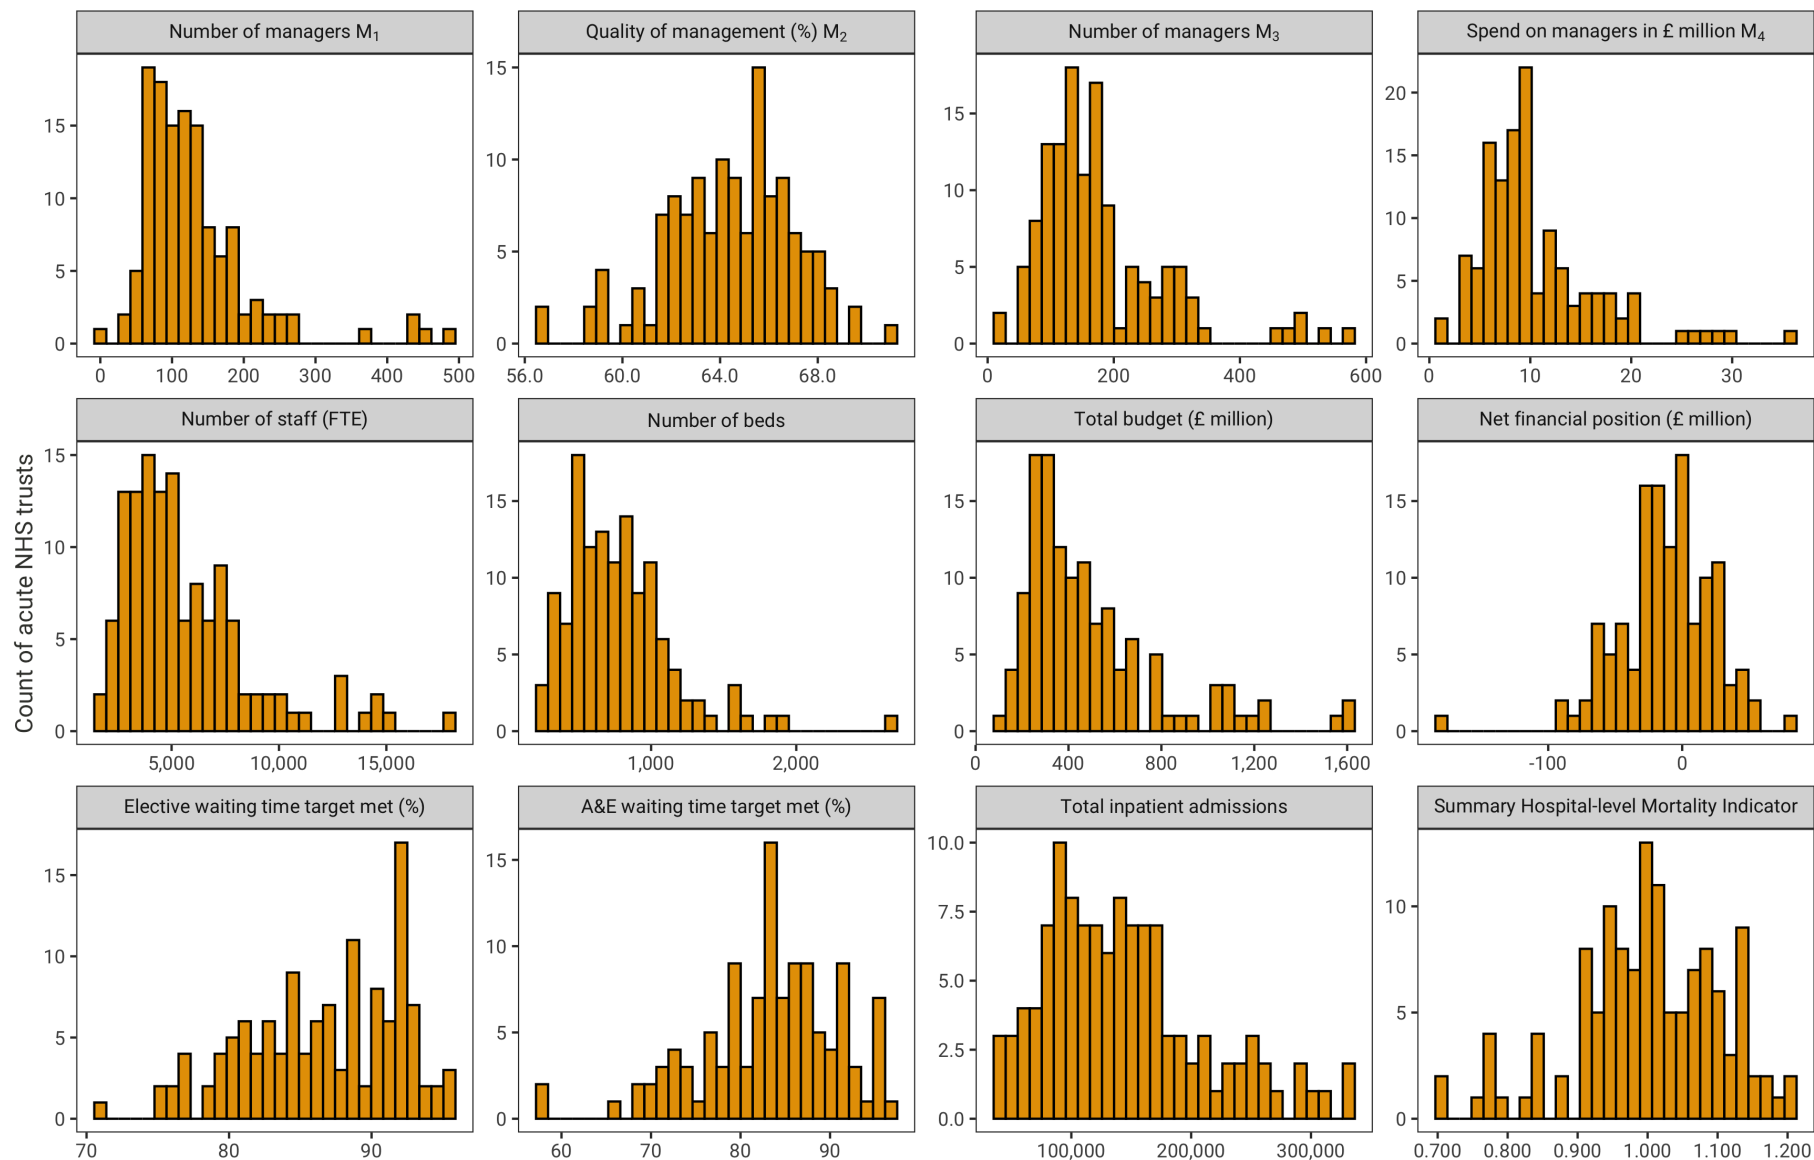 Number of managers M₁
Quality of management (%) M₂
Number of managers M₃
Spend on managers in £ million M₄
15
10
5
0
0 100 200 300 400 500
15
10
5
0
56.0 60.0 64.0 68.0
15
10
5
0
0 200 400 600
20
15
10
5
0
0 10 20 30
Count of acute NHS trusts
Number of staff (FTE)
Number of beds
Total budget (£ million)
Net financial position (£ million)
15
10
5
0
5,000 10,000 15,000
15
10
5
0
1,000 2,000
15
10
5
0
0 400 800 1,200 1,600
15
10
5
0
-100 0
Elective waiting time target met (%)
A&E waiting time target met (%)
Total inpatient admissions
Summary Hospital-level Mortality Indicator
15
10
5
0
70 80 90
15
10
5
0
60 70 80 90
10.0
7.5
5.0
2.5
0.0
100,000 200,000 300,000
10
5
0
0.700 0.800 0.900 1.000 1.100 1.200